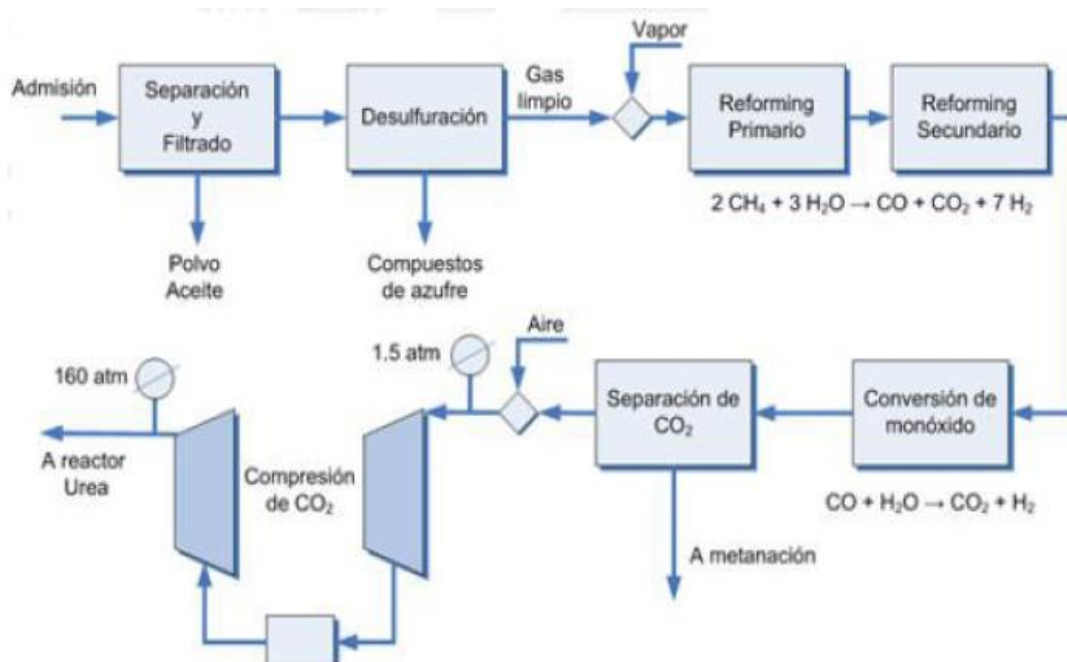 Vapor
Admisión
Separación
y
Filtrado
Desulfuración
Gas
limpio
Reforming
Primario
Reforming
Secundario
2 CH₄ + 3 H₂O → CO + CO₂ + 7 H₂
Polvo
Aceite
Compuestos
de azufre
Aire
1.5 atm
160 atm
Separación de
CO₂
Conversión de
monóxido
A reactor
Urea
Compresión
de CO₂
CO + H₂O → CO₂ + H₂
A metanación